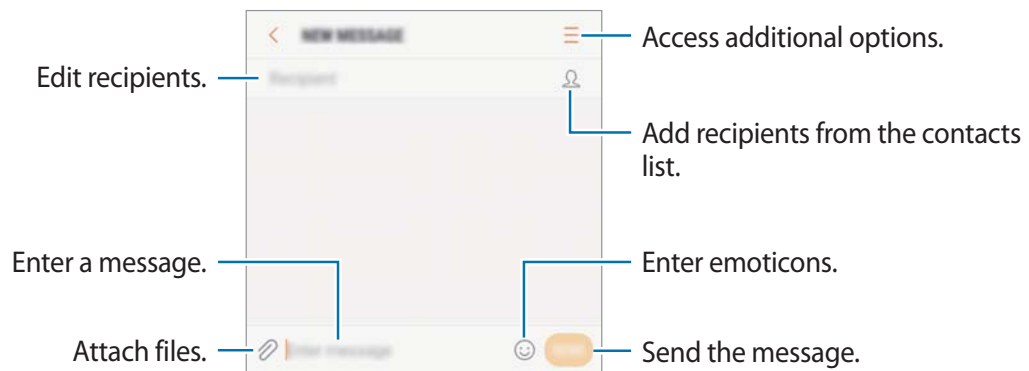 NEW MESSAGE
Access additional options.
Edit recipients.
Recipient
Add recipients from the contacts
list.
Enter a message.
Enter emoticons.
Attach files.
Enter message
Send the message.